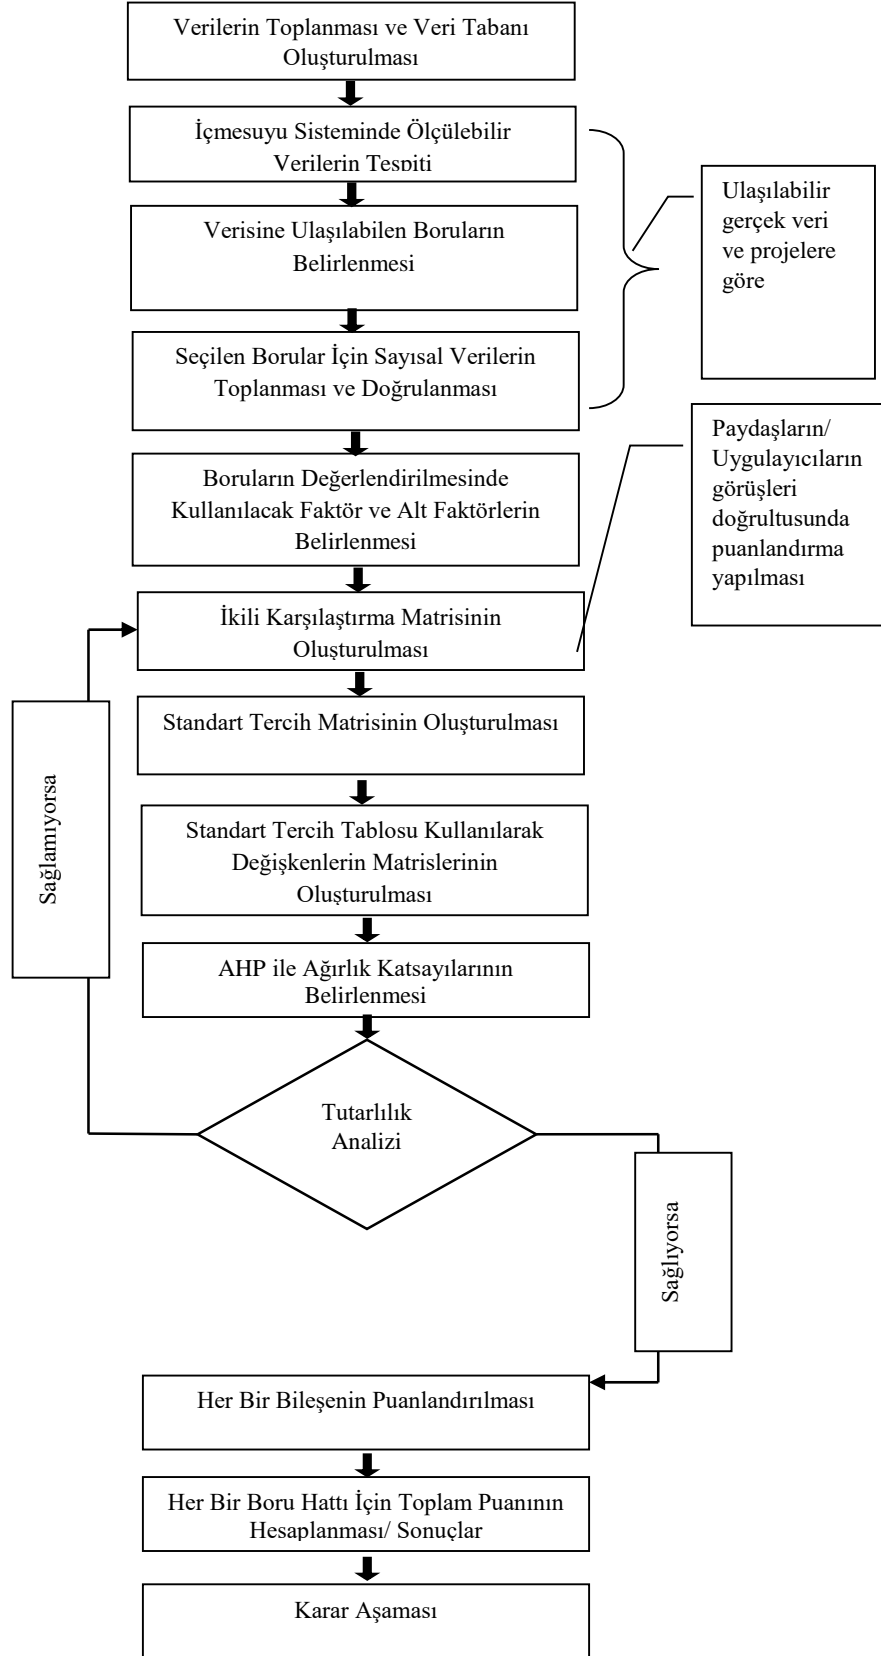 Verilerin Toplanması ve Veri Tabanı
Oluşturulması
İçmesuyu Sisteminde Ölçülebilir
Verilerin Tespiti
Verisine Ulaşılabilen Boruların
Belirlenmesi
Ulaşılabilir
gerçek veri
ve projelere
göre
Seçilen Borular İçin Sayısal Verilerin
Toplanması ve Doğrulanması
Paydaşların/
Uygulayıcıların
görüşleri
doğrultusunda
puanlandırma
yapılması
Boruların Değerlendirilmesinde
Kullanılacak Faktör ve Alt Faktörlerin
Belirlenmesi
İkili Karşılaştırma Matrisinin
Oluşturulması
Standart Tercih Matrisinin Oluşturulması
Sağlamıyorsa
Standart Tercih Tablosu Kullanılarak
Değişkenlerin Matrislerinin
Oluşturulması
AHP ile Ağırlık Katsayılarının
Belirlenmesi
Tutarlılık
Analizi
Sağlıyorsa
Her Bir Bileşenin Puanlandırılması
Her Bir Boru Hattı İçin Toplam Puanının
Hesaplanması/ Sonuçlar
Karar Aşaması